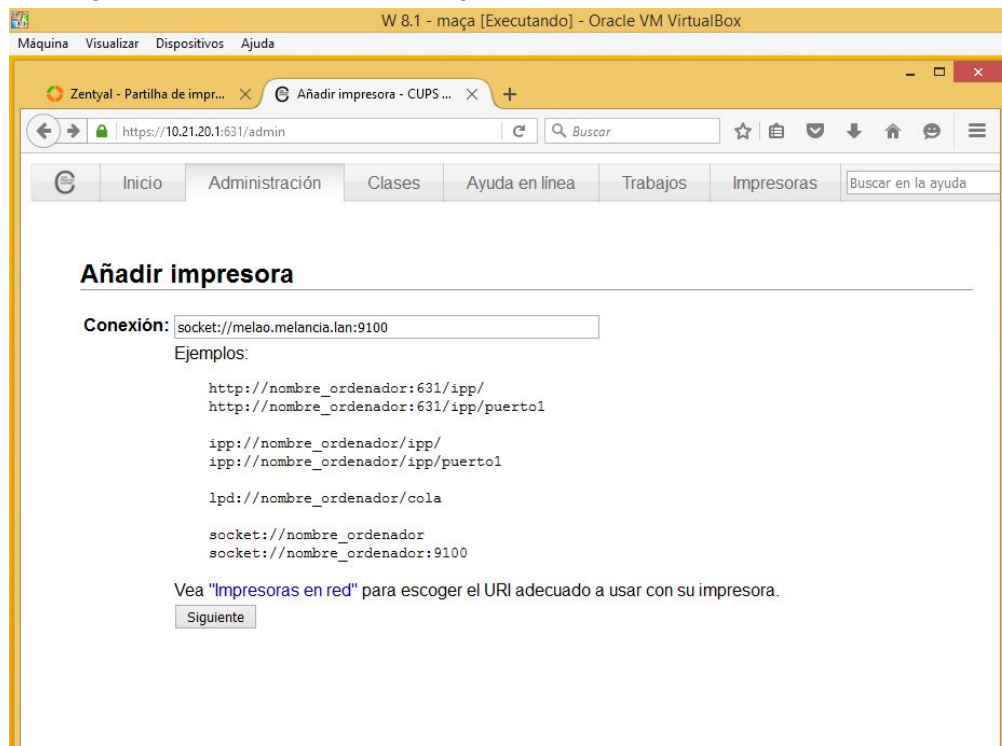 W 8.1 - maça [Executando] - Oracle VM VirtualBox
Máquina Visualizar Dispositivos Ajuda
Zentyal - Partilha de impr... Añadir impresora - CUPS ...
https://10.21.20.1:631/admin Buscar
Inicio Administración Clases Ayuda en línea Trabajos Impresoras Buscar en la ayuda
Añadir impresora
Conexión: socket://melao.melancia.lan:9100
Ejemplos:
http://nombre_ordenador:631/ipp/
http://nombre_ordenador:631/ipp/puerto1
ipp://nombre_ordenador/ipp/
ipp://nombre_ordenador/ipp/puerto1
lpd://nombre_ordenador/cola
socket://nombre_ordenador
socket://nombre_ordenador:9100
Vea "Impresoras en red" para escoger el URI adecuado a usar con su impresora.
Siguiente